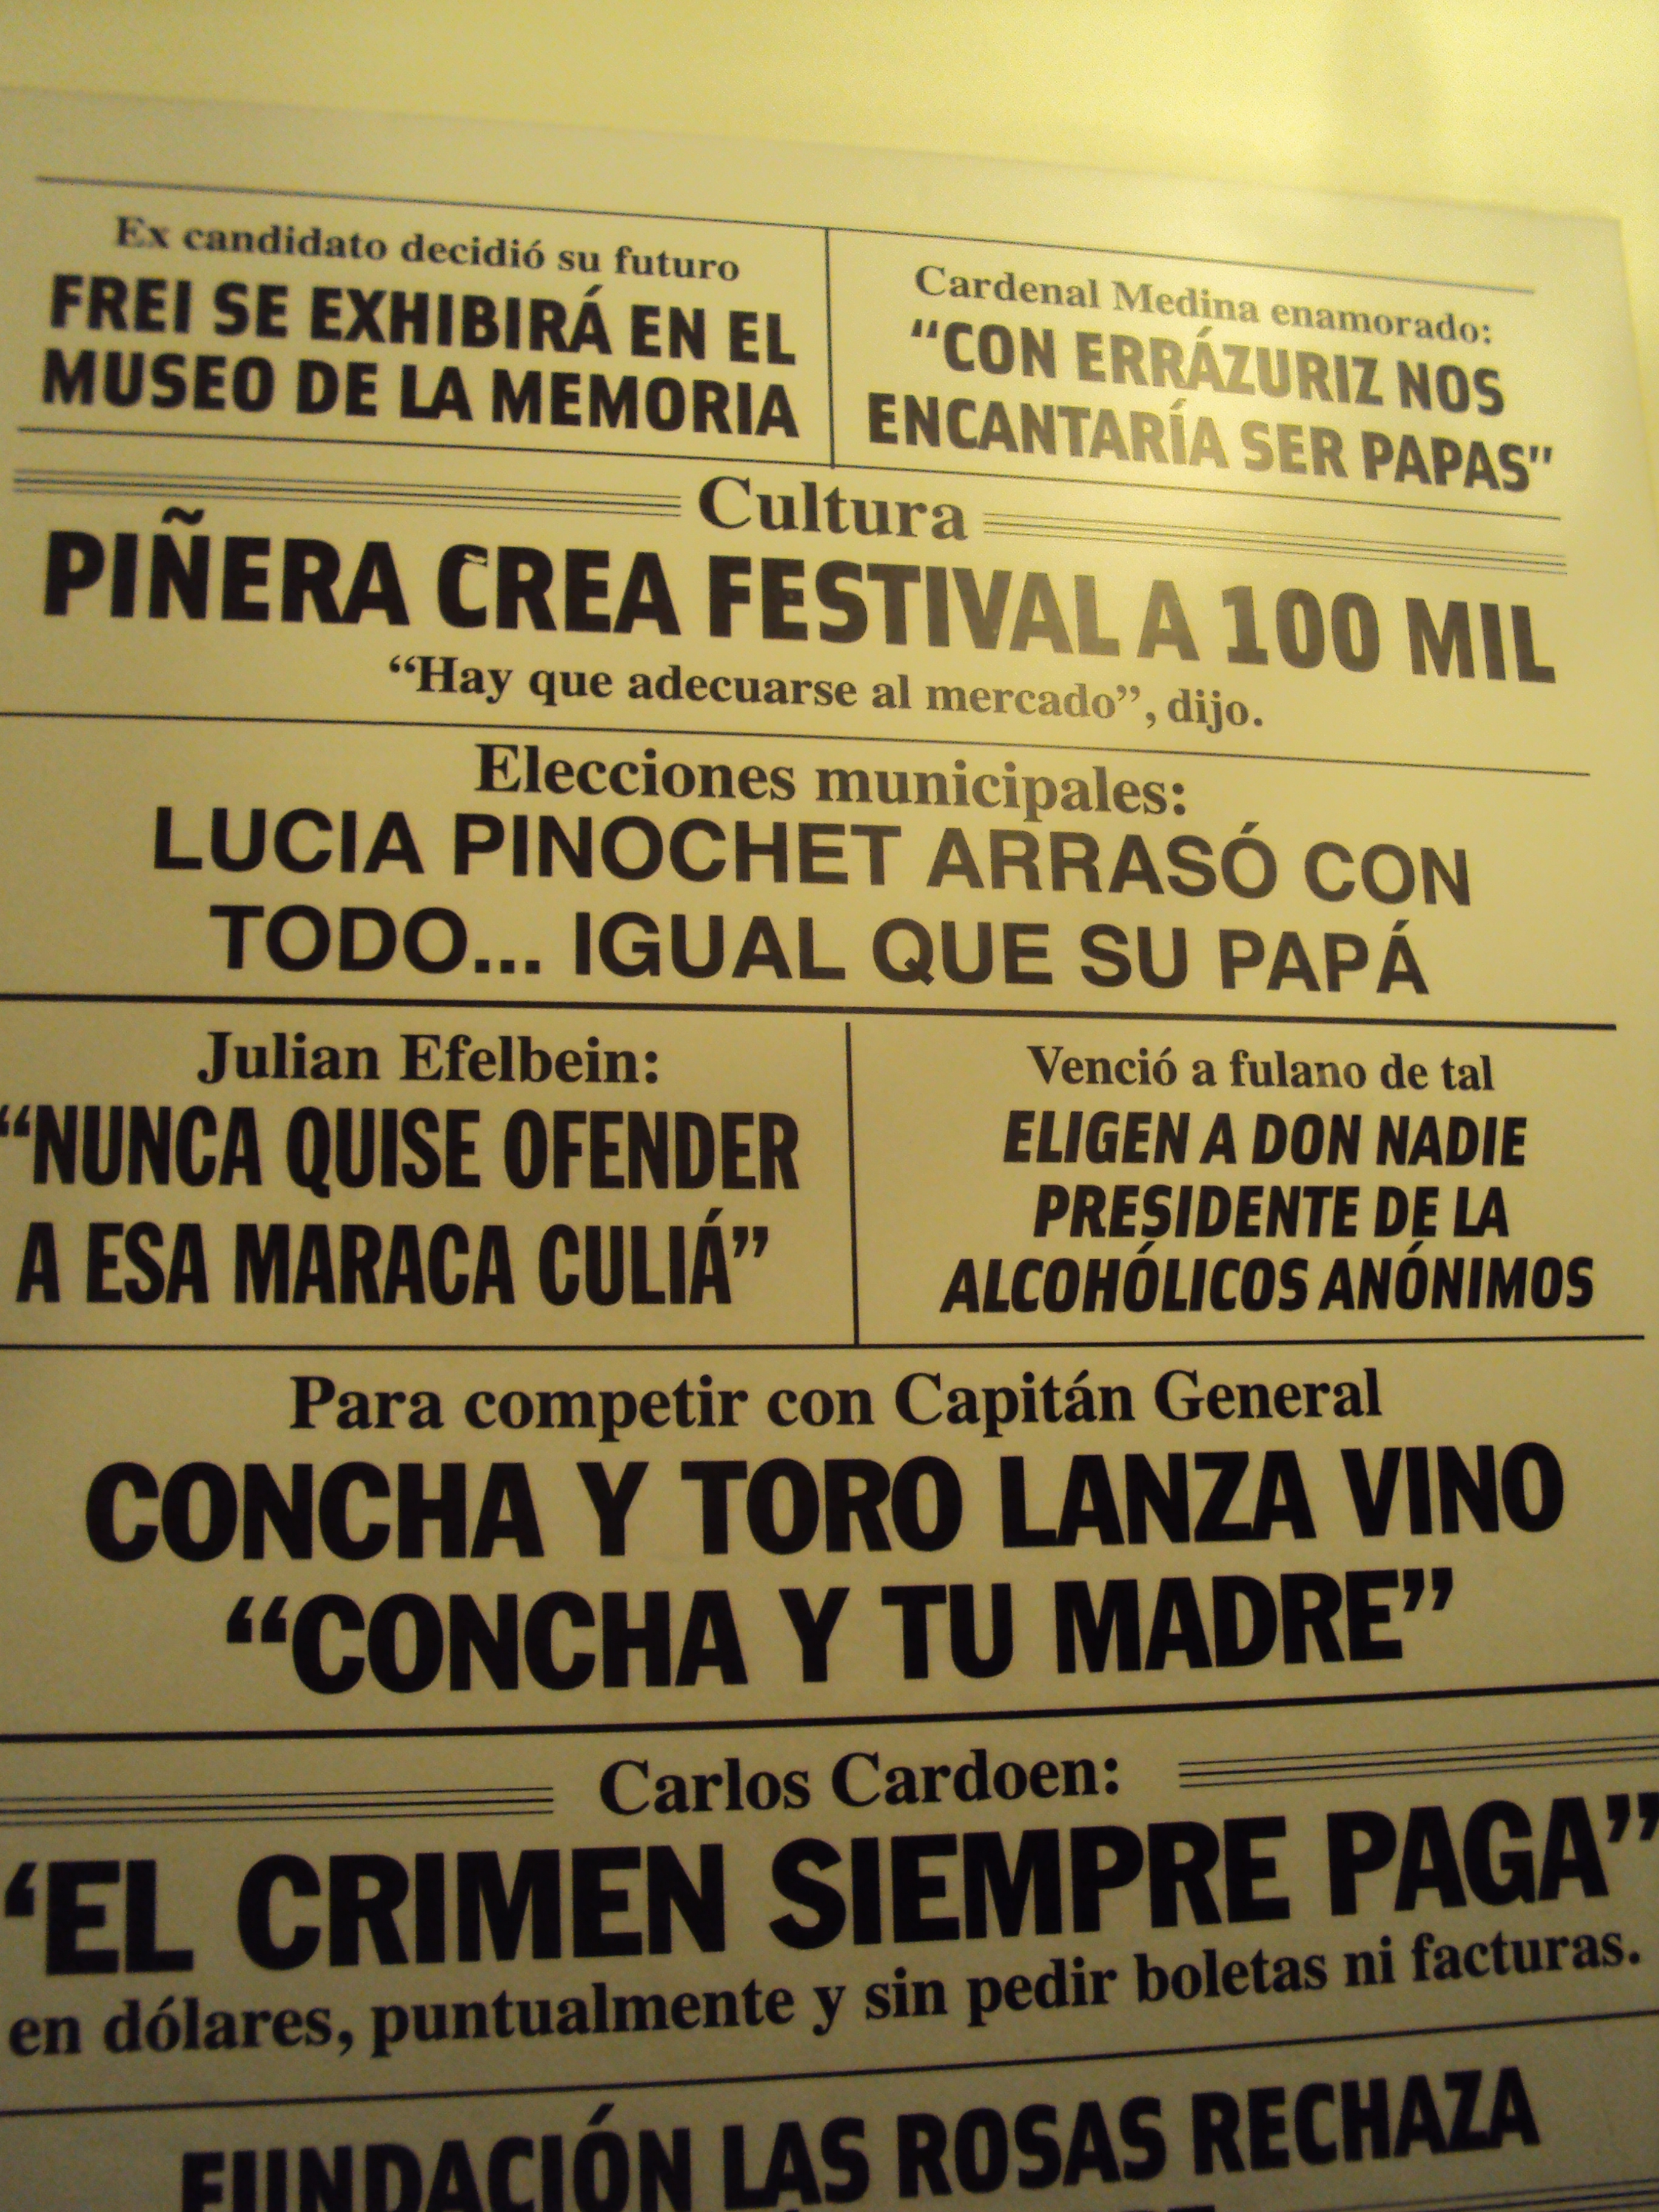 Ex candidato decidió su futuro
FREI SE EXHIBIRÁ EN EL
MUSEO DE LA MEMORIA
Cardenal Medina enamorado:
“CON ERRÁZURIZ NOS
ENCANTARÍA SER PAPAS”
Cultura
PIÑERA CREA FESTIVAL A 100 MIL
“Hay que adecuarse al mercado”, dijo.
Elecciones municipales:
LUCIA PINOCHET ARRASÓ CON
TODO... IGUAL QUE SU PAPÁ
Julian Efelbein:
“NUNCA QUISE OFENDER
A ESA MARACA CULIÁ”
Venció a fulano de tal
ELIGEN A DON NADIE
PRESIDENTE DE LA
ALCOHÓLICOS ANÓNIMOS
Para competir con Capitán General
CONCHA Y TORO LANZA VINO
“CONCHA Y TU MADRE”
Carlos Cardoen:
‘EL CRIMEN SIEMPRE PAGA”
en dólares, puntualmente y sin pedir boletas ni facturas.
FUNDACIÓN LAS ROSAS RECHAZA